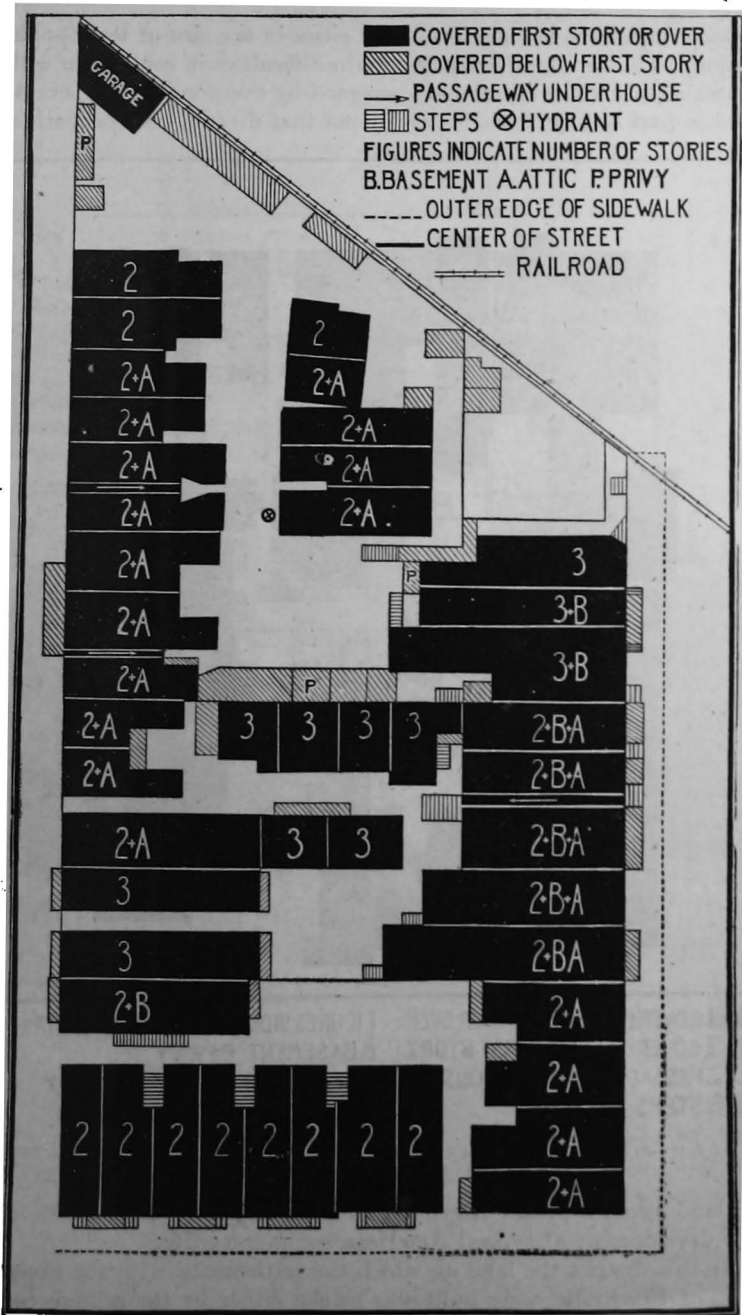 COVERED FIRST STORY OR OVER
COVERED BELOW FIRST STORY
PASSAGEWAY UNDER HOUSE
STEPS HYDRANT
FIGURES INDICATE NUMBER OF STORIES
B.BASEMENT A.ATTIC P.PRIVY
OUTER EDGE OF SIDEWALK
CENTER OF STREET
RAILROAD
GARAGE
P
2
2
2+A
2+A
2+A
2+A
2+A
2+A
2+A
2+A
2+A
2
2+A
2+A
2+A
2+A
P
3
3+B
3+B
P
3 3 3 3
2+B+A
2+B+A
2+B+A
2+B+A
2+BA
2+A 3 3
3
3
2+B
2+A
2+A
2+A
2+A
2 2 2 2 2 2 2 2